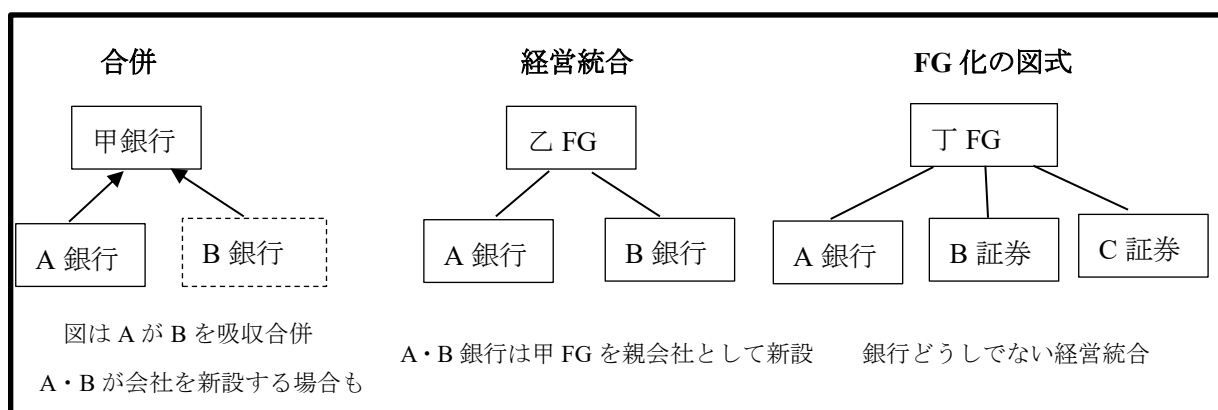 合併
経営統合
FG 化の図式
甲銀行
乙 FG
丁 FG
A 銀行
B 銀行
A 銀行
B 銀行
A 銀行
B 証券
C 証券
図は A が B を吸収合併
A・B が会社を新設する場合も
A・B 銀行は甲 FG を親会社として新設
銀行どうしでない経営統合